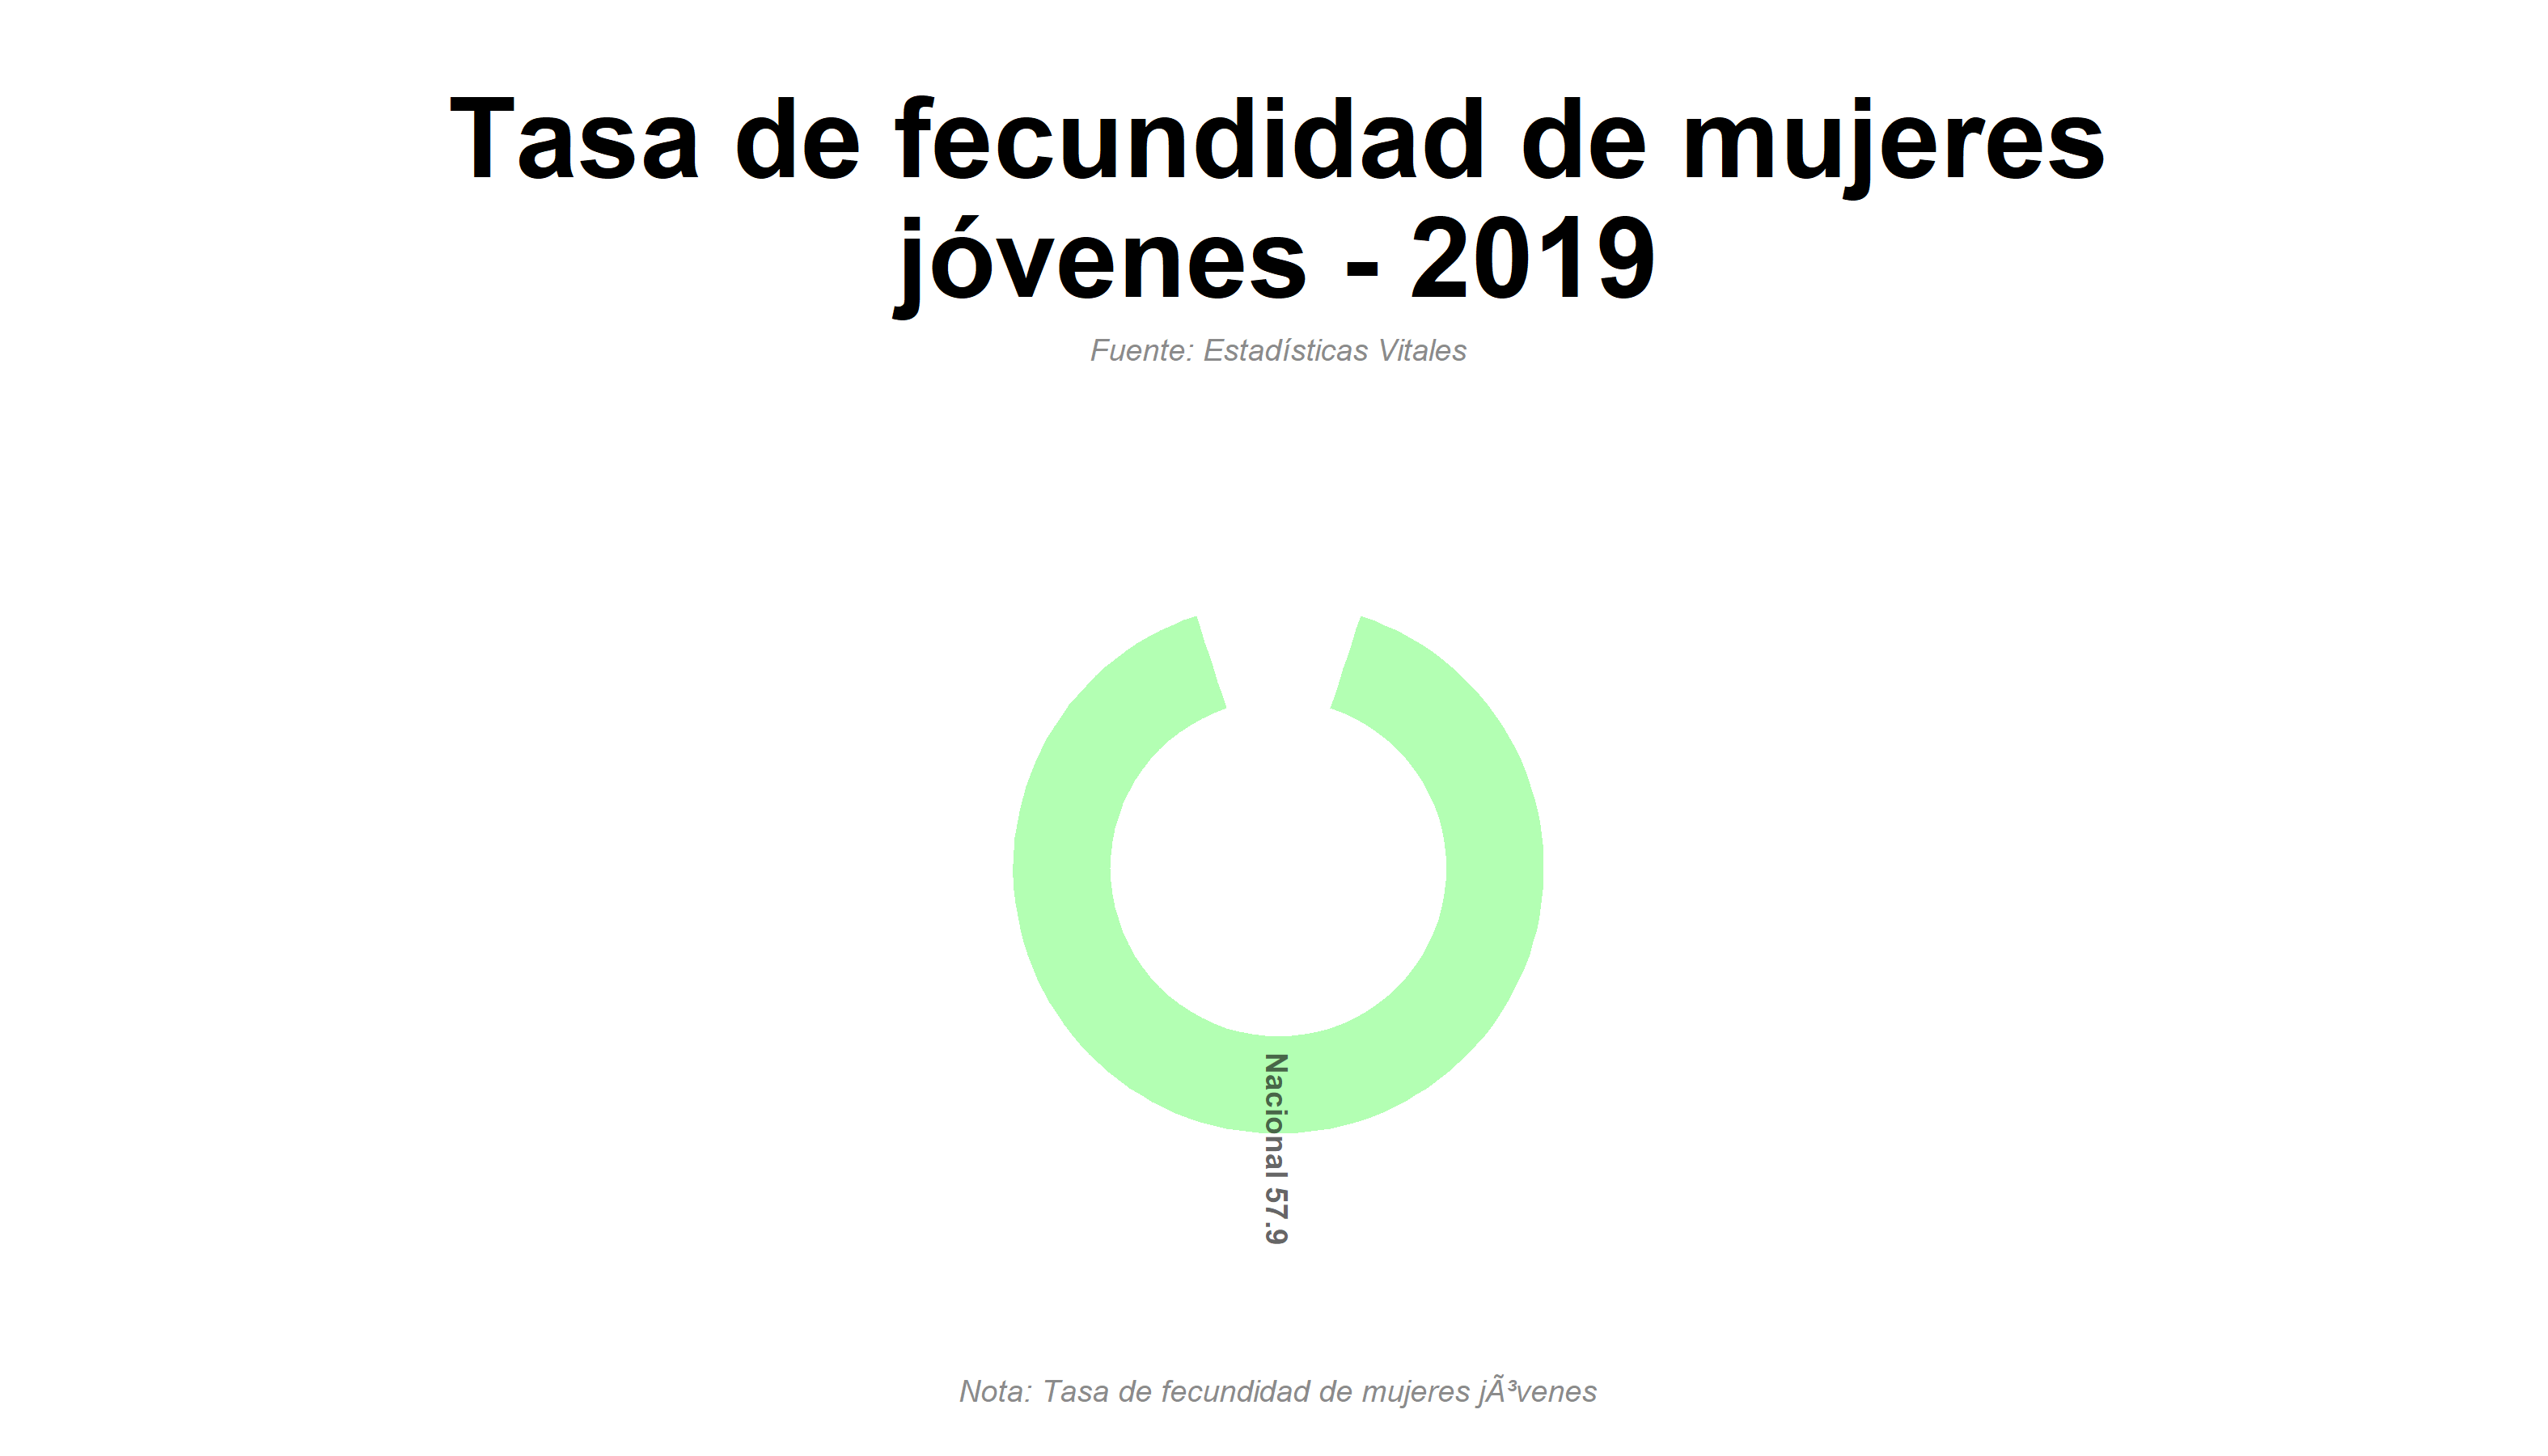 Tasa de fecundidad de mujeres
jóvenes - 2019
Fuente: Estadísticas Vitales
Nacional 57.9
Nota: Tasa de fecundidad de mujeres jÃ³venes